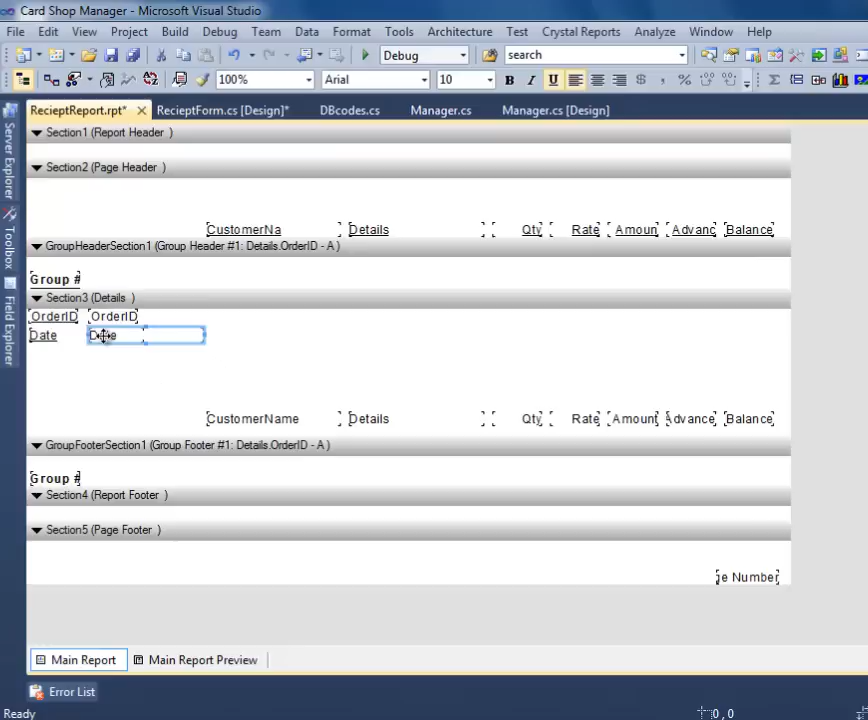 Card Shop Manager - Microsoft Visual Studio
File Edit View Project Build Debug Team Data Format Tools Test Architecture Crystal Reports Analyze Window Help
Debug search
100% Arial 10 B I U
RecieptReport.rpt* RecieptForm.cs [Design]* DBcodes.cs Manager.cs Manager.cs [Design]
Server Explorer
Toolbox
Field Explorer
Section1 (Report Header )
Section2 (Page Header )
CustomerNa Details Qty Rate Amoun Advanc Balance
GroupHeaderSection1 (Group Header #1: Details.OrderID - A )
Group #
Section3 (Details )
OrderID OrderID
Date Date
CustomerName Details Qty Rate Amount Advance Balance
GroupFooterSection1 (Group Footer #1: Details.OrderID - A )
Group #
Section4 (Report Footer )
Section5 (Page Footer )
ge Number
Main Report Main Report Preview
Error List
Ready 0,0